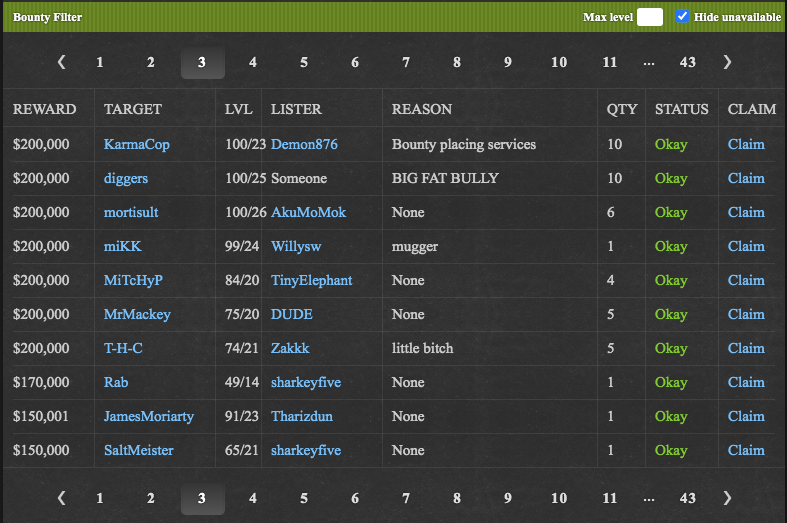 Bounty Filter Max level Hide unavailable
❮ 1 2 3 4 5 6 7 8 9 10 11 ... 43 ❯
REWARD TARGET LVL LISTER REASON QTY STATUS CLAIM
$200,000 KarmaCop 100/23 Demon876 Bounty placing services 10 Okay Claim
$200,000 diggers 100/25 Someone BIG FAT BULLY 10 Okay Claim
$200,000 mortisult 100/26 AkuMoMok None 6 Okay Claim
$200,000 miKK 99/24 Willysw mugger 1 Okay Claim
$200,000 MiTcHyP 84/20 TinyElephant None 4 Okay Claim
$200,000 MrMackey 75/20 DUDE None 5 Okay Claim
$200,000 T-H-C 74/21 Zakkk little bitch 5 Okay Claim
$170,000 Rab 49/14 sharkeyfive None 1 Okay Claim
$150,001 JamesMoriarty 91/23 Tharizdun None 1 Okay Claim
$150,000 SaltMeister 65/21 sharkeyfive None 1 Okay Claim
❮ 1 2 3 4 5 6 7 8 9 10 11 ... 43 ❯